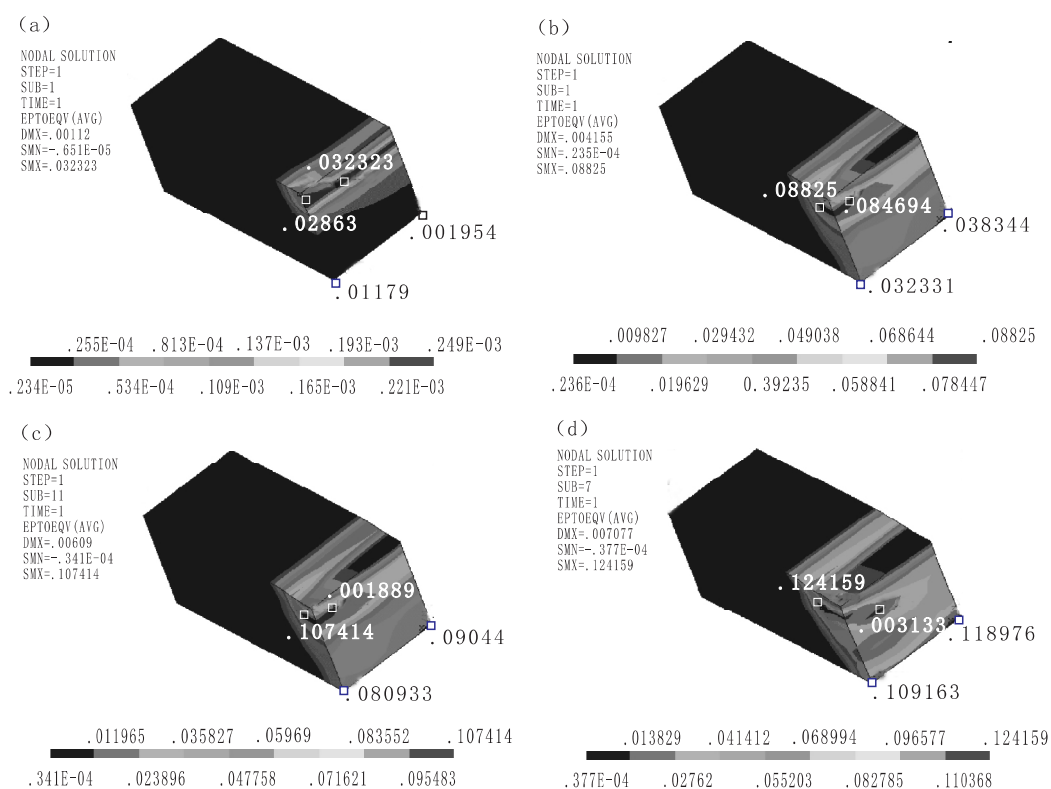 (a)
NODAL SOLUTION
STEP=1
SUB=1
TIME=1
EPTOEQV(AVG)
DMX=.00112
SMN=-.651E-05
SMX=.032323
.032323
.02863
.001954
.01179
.255E-04 .813E-04 .137E-03 .193E-03 .249E-03
.234E-05 .534E-04 .109E-03 .165E-03 .221E-03
(b)
NODAL SOLUTION
STEP=1
SUB=1
TIME=1
EPTOEQV(AVG)
DMX=.004155
SMN=.235E-04
SMX=.08825
.08825
.084694
.038344
.032331
.009827 .029432 .049038 .068644 .08825
.236E-04 .019629 0.39235 .058841 .078447
(c)
NODAL SOLUTION
STEP=1
SUB=11
TIME=1
EPTOEQV(AVG)
DMX=.00609
SMN=-.341E-04
SMX=.107414
.001889
.107414
.09044
.080933
.011965 .035827 .05969 .083552 .107414
.341E-04 .023896 .047758 .071621 .095483
(d)
NODAL SOLUTION
STEP=1
SUB=7
TIME=1
EPTOEQV(AVG)
DMX=.007077
SMN=-.377E-04
SMX=.124159
.124159
.003133
.118976
.109163
.013829 .041412 .068994 .096577 .124159
.377E-04 .02762 .055203 .082785 .110368